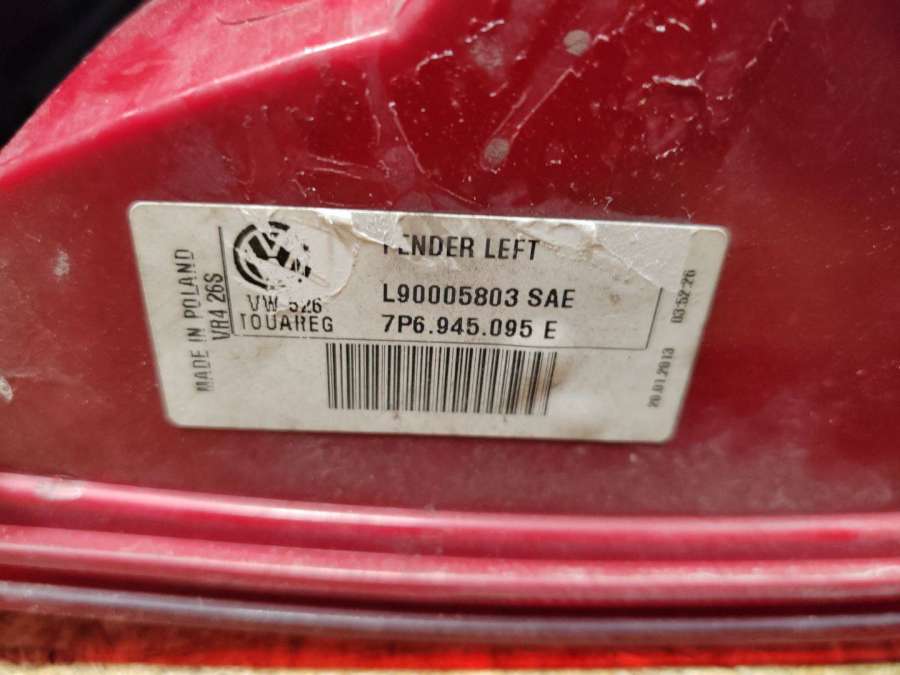 MADE IN POLAND
VR4 26S
VW 526
TOUAREG
FENDER LEFT
L90005803 SAE
7P6.945.095 E
20.01.2013
03:52:26